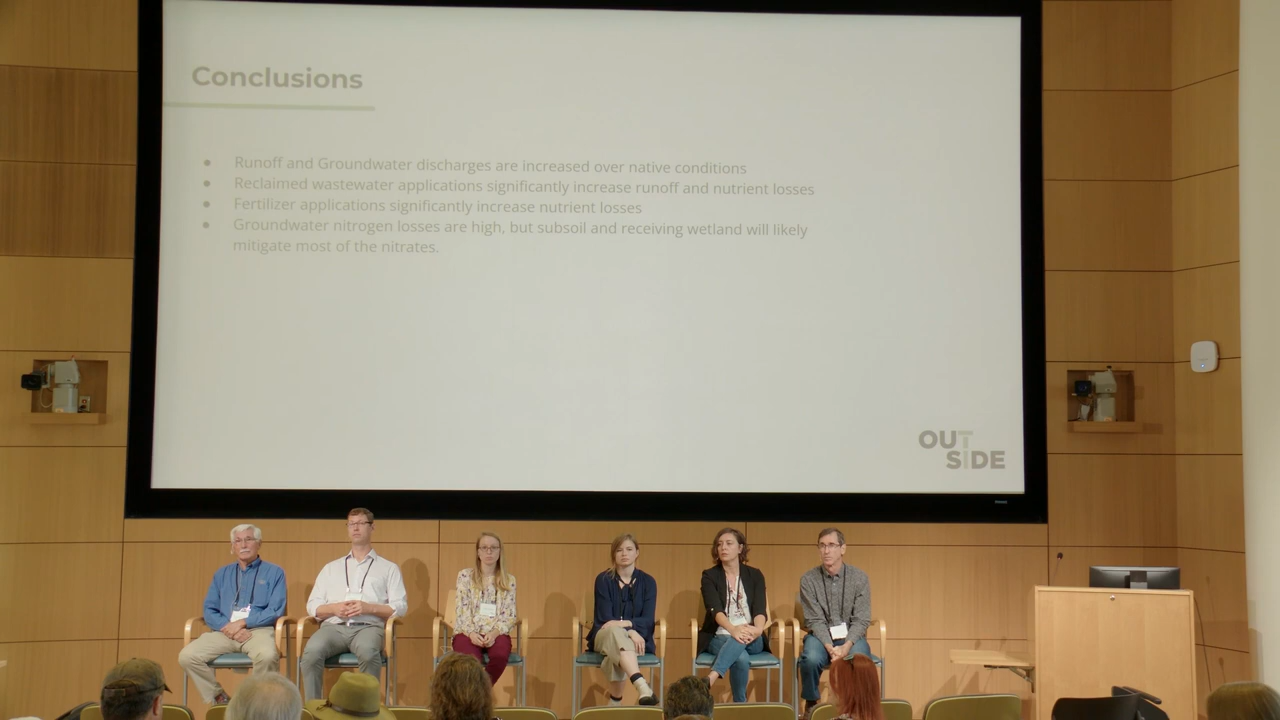 Conclusions
● Runoff and Groundwater discharges are increased over native conditions
● Reclaimed wastewater applications significantly increase runoff and nutrient losses
● Fertilizer applications significantly increase nutrient losses
● Groundwater nitrogen losses are high, but subsoil and receiving wetland will likely
mitigate most of the nitrates.
OUT
SIDE